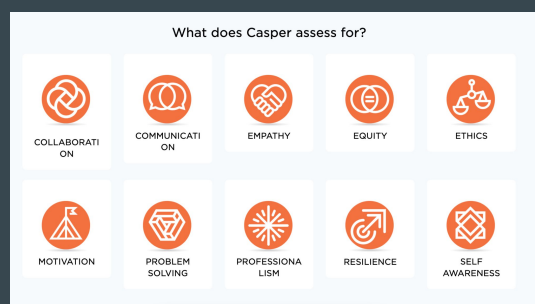 What does Casper assess for?
COLLABORATI
ON
COMMUNICATI
ON
EMPATHY
EQUITY
ETHICS
MOTIVATION
PROBLEM
SOLVING
PROFESSIONA
LISM
RESILIENCE
SELF
AWARENESS